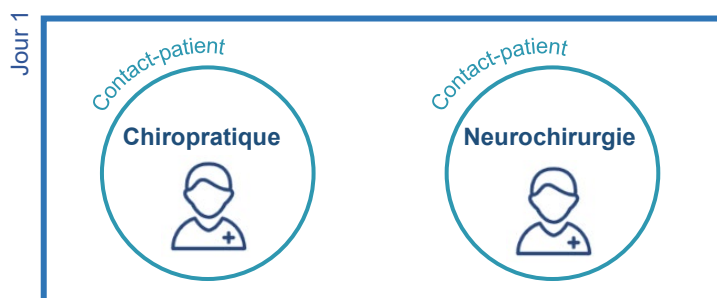 Jour 1
Contact-patient
Chiropratique
Contact-patient
Neurochirurgie